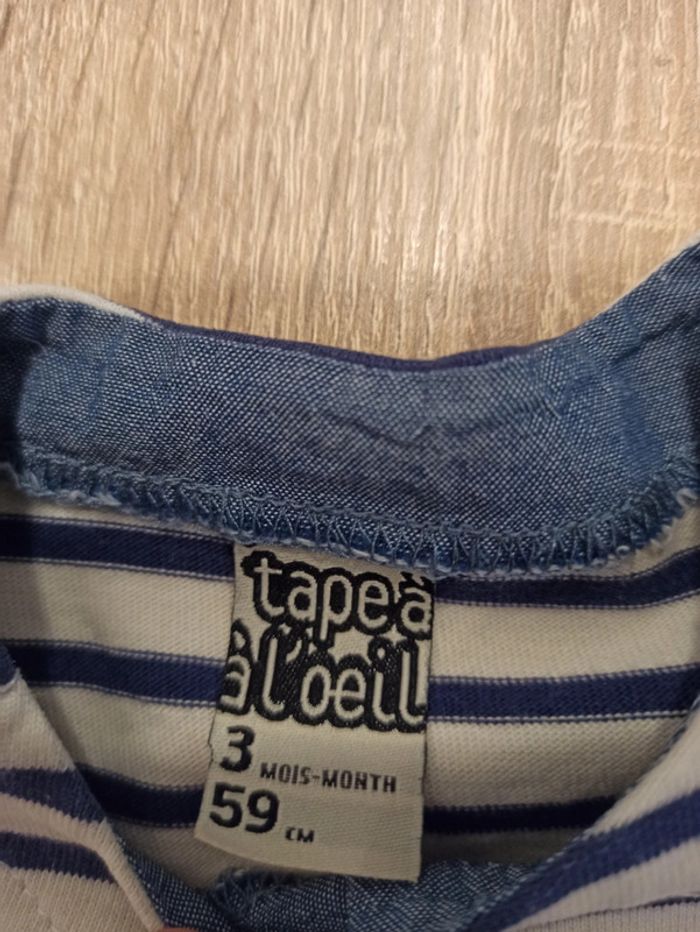 tape à
à l'oeil
3 MOIS-MONTH
59 CM